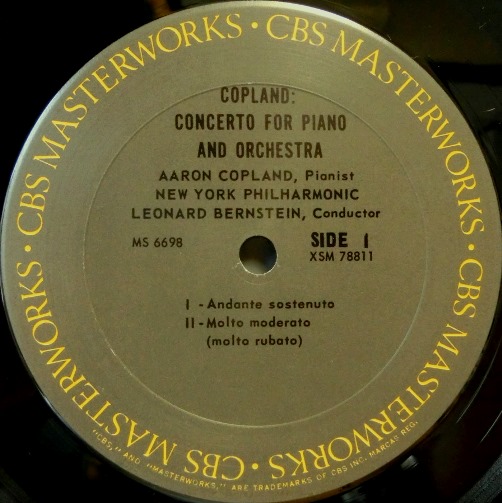 CBS MASTERWORKS • CBS MASTERWORKS • CBS MASTERWORKS • CBS MASTERWORKS •
COPLAND:
CONCERTO FOR PIANO
AND ORCHESTRA
AARON COPLAND, Pianist
NEW YORK PHILHARMONIC
LEONARD BERNSTEIN, Conductor
MS 6698
SIDE 1
XSM 78811
I - Andante sostenuto
II - Molto moderato
(molto rubato)
"CBS," AND "MASTERWORKS," ARE TRADEMARKS OF CBS INC. MARCAS REG.